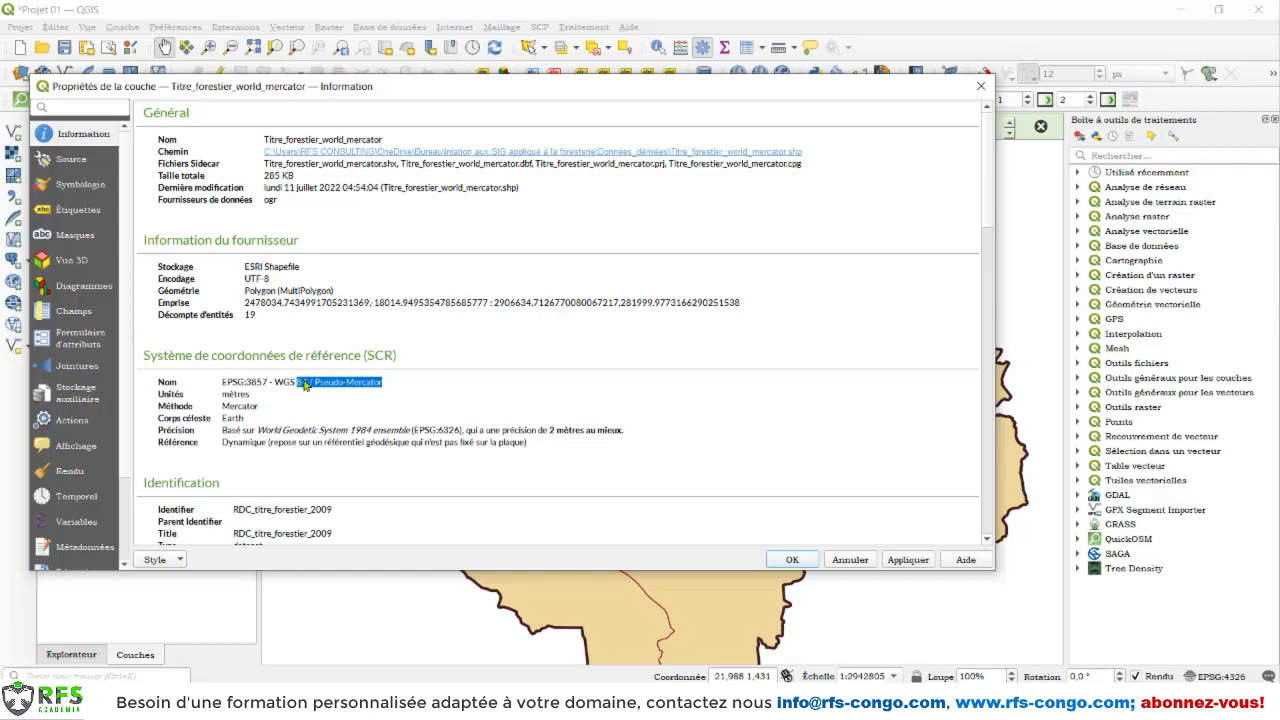 *Projet 01 — QGIS
Projet Éditer Vue Couche Préférences Extensions Vecteur Raster Base de données Internet Maillage SCP Traitement Aide
12 px
1 2
Propriétés de la couche — Titre_forestier_world_mercator — Information
Information
Source
Symbologie
Étiquettes
Masques
Vue 3D
Diagrammes
Champs
Formulaire
d'attributs
Jointures
Stockage
auxiliaire
Actions
Affichage
Rendu
Temporel
Variables
Métadonnées
Général
Nom Titre_forestier_world_mercator
Chemin C:\Users\RFS CONSULTING\OneDrive\Bureau\Iniation aux SIG appliqué à la foresterie\Données_dérivées\Titre_forestier_world_mercator.shp
Fichiers Sidecar Titre_forestier_world_mercator.shx, Titre_forestier_world_mercator.dbf, Titre_forestier_world_mercator.prj, Titre_forestier_world_mercator.cpg
Taille totale 285 KB
Dernière modification lundi 11 juillet 2022 04:54:04 (Titre_forestier_world_mercator.shp)
Fournisseurs de données ogr
Information du fournisseur
Stockage ESRI Shapefile
Encodage UTF-8
Géométrie Polygon (MultiPolygon)
Emprise 2478034.7434991705231369,-18014.9495354785685777 : 2906634.7126770080067217,281999.9773166290251538
Décompte d'entités 19
Système de coordonnées de référence (SCR)
Nom EPSG:3857 - WGS 84 / Pseudo-Mercator
Unités mètres
Méthode Mercator
Corps céleste Earth
Précision Basé sur World Geodetic System 1984 ensemble (EPSG:6326), qui a une précision de 2 mètres au mieux.
Référence Dynamique (repose sur un référentiel géodésique qui n'est pas fixé sur la plaque)
Identification
Identifier RDC_titre_forestier_2009
Parent Identifier
Title RDC_titre_forestier_2009
Style OK Annuler Appliquer Aide
Boîte à outils de traitements
Rechercher...
Utilisé récemment
Analyse de réseau
Analyse de terrain raster
Analyse raster
Analyse vectorielle
Base de données
Cartographie
Création d'un raster
Création de vecteurs
Géométrie vectorielle
GPS
Interpolation
Mesh
Outils fichiers
Outils généraux pour les couches
Outils généraux pour les vecteurs
Outils raster
Points
Recouvrement de vecteur
Sélection dans un vecteur
Table vecteur
Tuiles vectorielles
GDAL
GPX Segment Importer
GRASS
QuickOSM
SAGA
Tree Density
Explorateur Couches
Taper pour trouver (Ctrl+K) Coordonnée 21,988 1,431 Échelle 1:2942805 Loupe 100% Rotation 0,0 ° Rendu EPSG:4326
RFS
ACADEMIA
Besoin d'une formation personnalisée adaptée à votre domaine, contactez nous info@rfs-congo.com, www.rfs-congo.com; abonnez-vous!